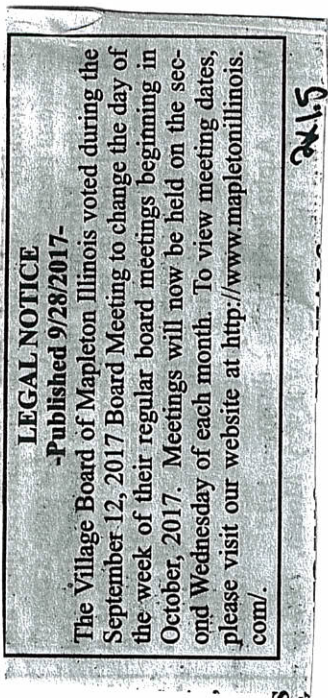 LEGAL NOTICE
-Published 9/28/2017-
The Village Board of Mapleton Illinois voted during the
September 12, 2017 Board Meeting to change the day of
the week of their regular board meetings beginning in
October, 2017. Meetings will now be held on the sec-
ond Wednesday of each month. To view meeting dates,
please visit our website at http://www.mapletonillinois.
com/.
2x1.5